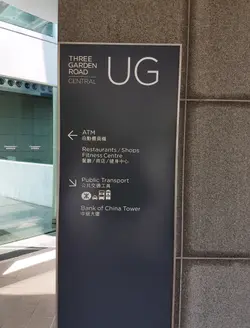 THREE
GARDEN
ROAD
CENTRAL
UG
ATM
自動櫃員機
Restaurants / Shops
Fitness Centre
餐廳 / 商店 / 健身中心
Public Transport
公共交通工具
Bank of China Tower
中銀大廈